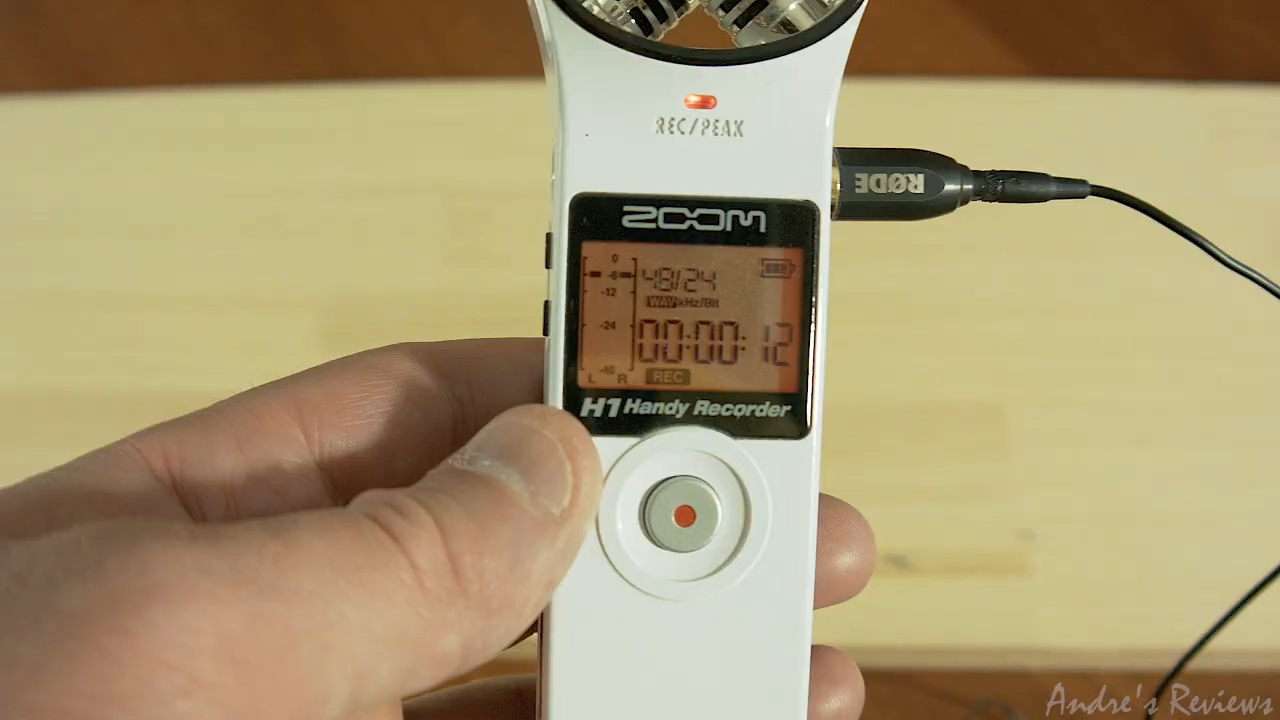 REC/PEAK
RØDE
ZOOM
0
-6
-12
-24
-40
L R
48/24
WAV kHz/Bit
00:00:12
REC
H1 Handy Recorder
Andre's Reviews